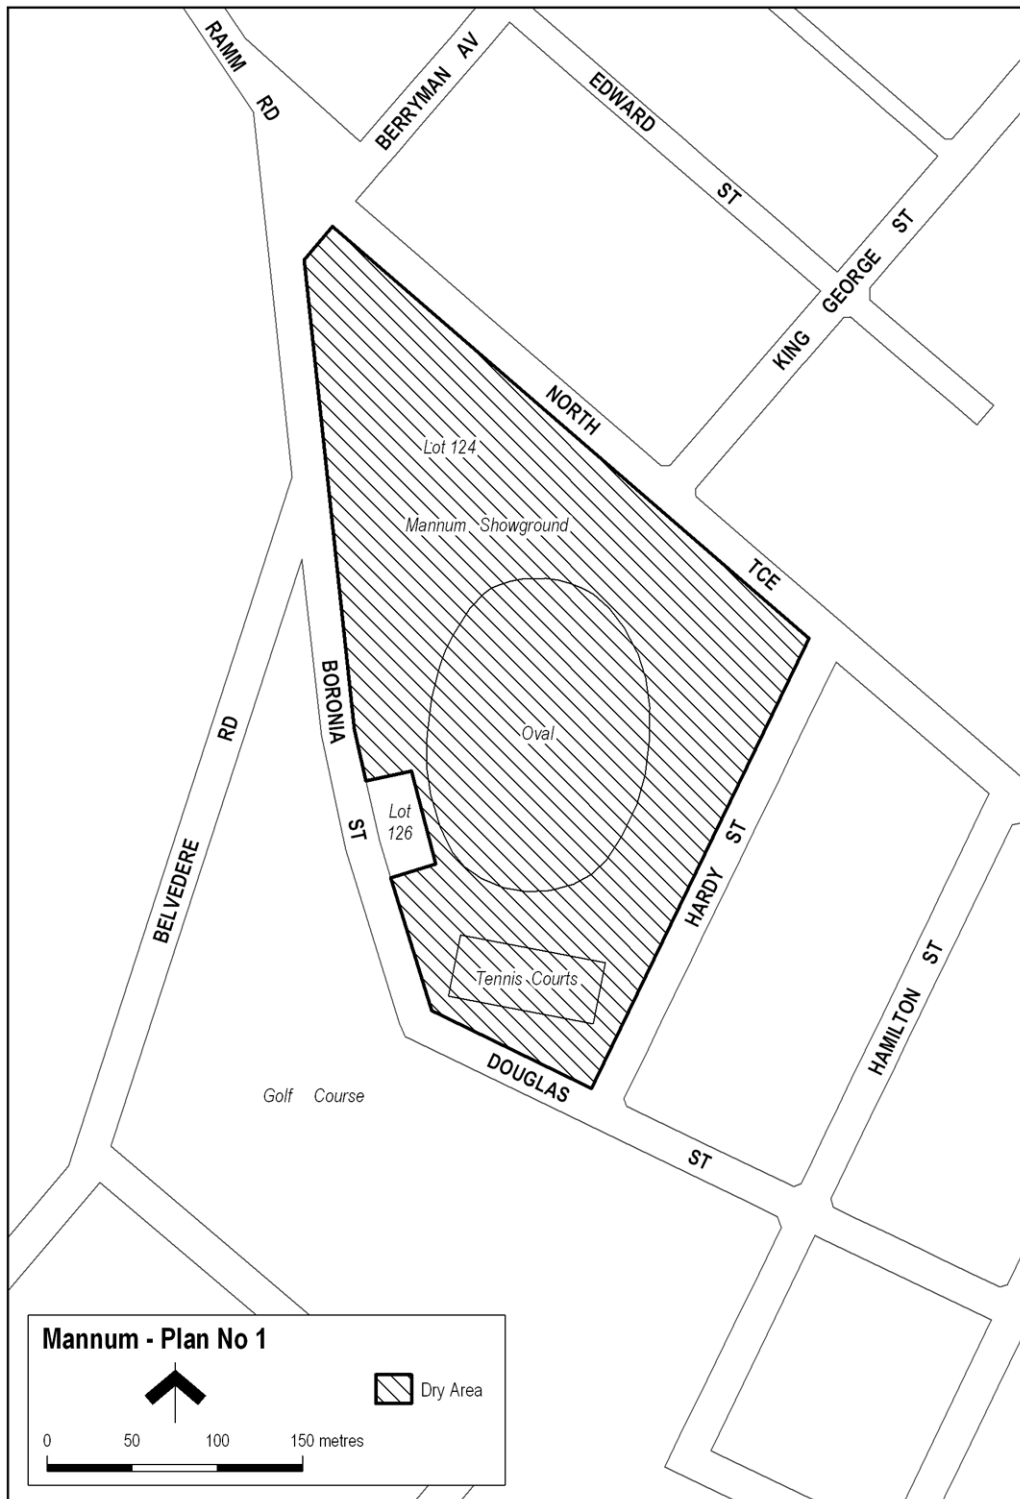 RAMM RD
BERRYMAN AV
EDWARD ST
KING GEORGE ST
NORTH TCE
Lot 124
Mannum Showground
Oval
BORONIA ST
Lot
126
BELVEDERE RD
HARDY ST
HAMILTON ST
Tennis Courts
DOUGLAS ST
Golf Course
Mannum - Plan No 1
Dry Area
0 50 100 150 metres